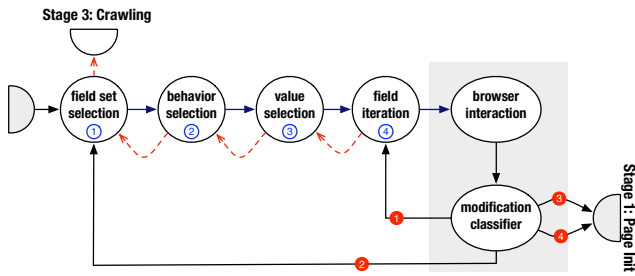 Stage 3: Crawling
field set
selection
1
behavior
selection
2
value
selection
3
field
iteration
4
browser
interaction
modification
classifier
1
2
3
4
Stage 1: Page Init